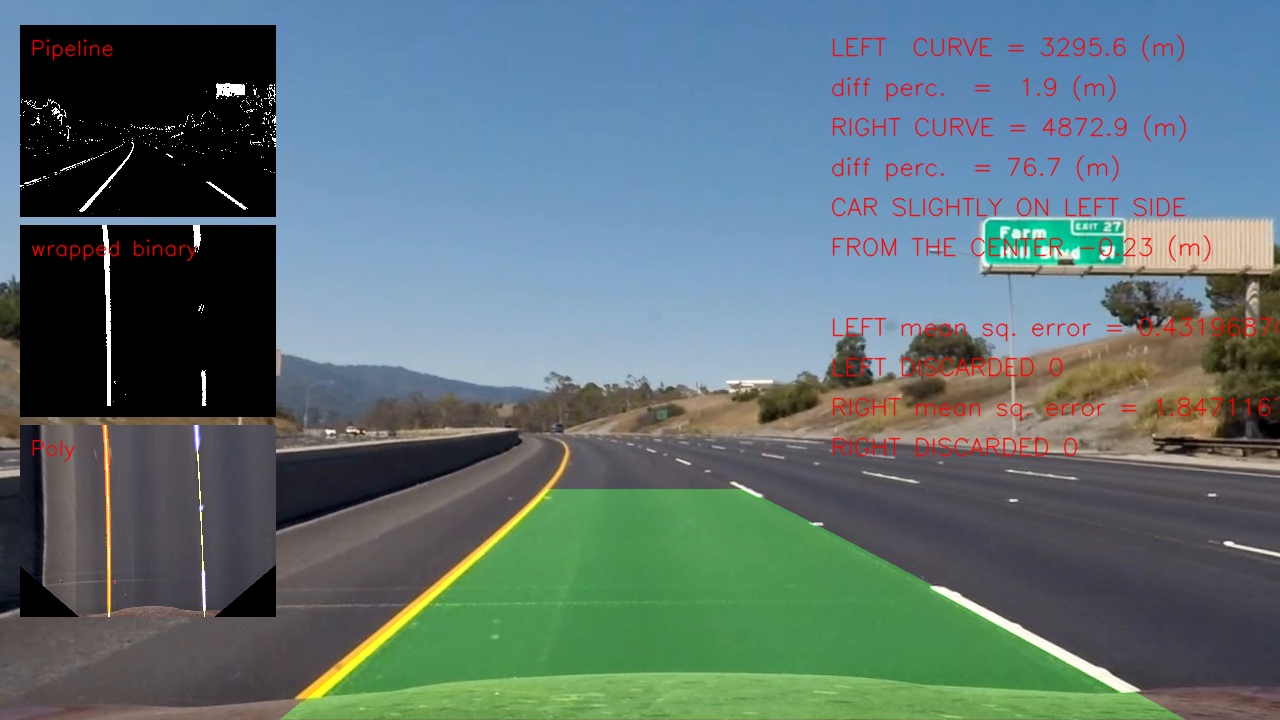 Pipeline
wrapped binary
Poly
LEFT CURVE = 3295.6 (m)
diff perc. = 1.9 (m)
RIGHT CURVE = 4872.9 (m)
diff perc. = 76.7 (m)
CAR SLIGHTLY ON LEFT SIDE
FROM THE CENTER -0.23 (m)
EXIT 27
Farm
Hill Blvd
LEFT mean sq. error = 0.4319687
LEFT DISCARDED 0
RIGHT mean sq. error = 1.847116
RIGHT DISCARDED 0